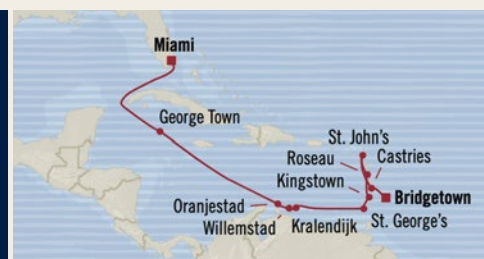 Miami
George Town
St. John's
Roseau
Castries
Kingstown
Bridgetown
Oranjestad
St. George's
Willemstad
Kralendijk